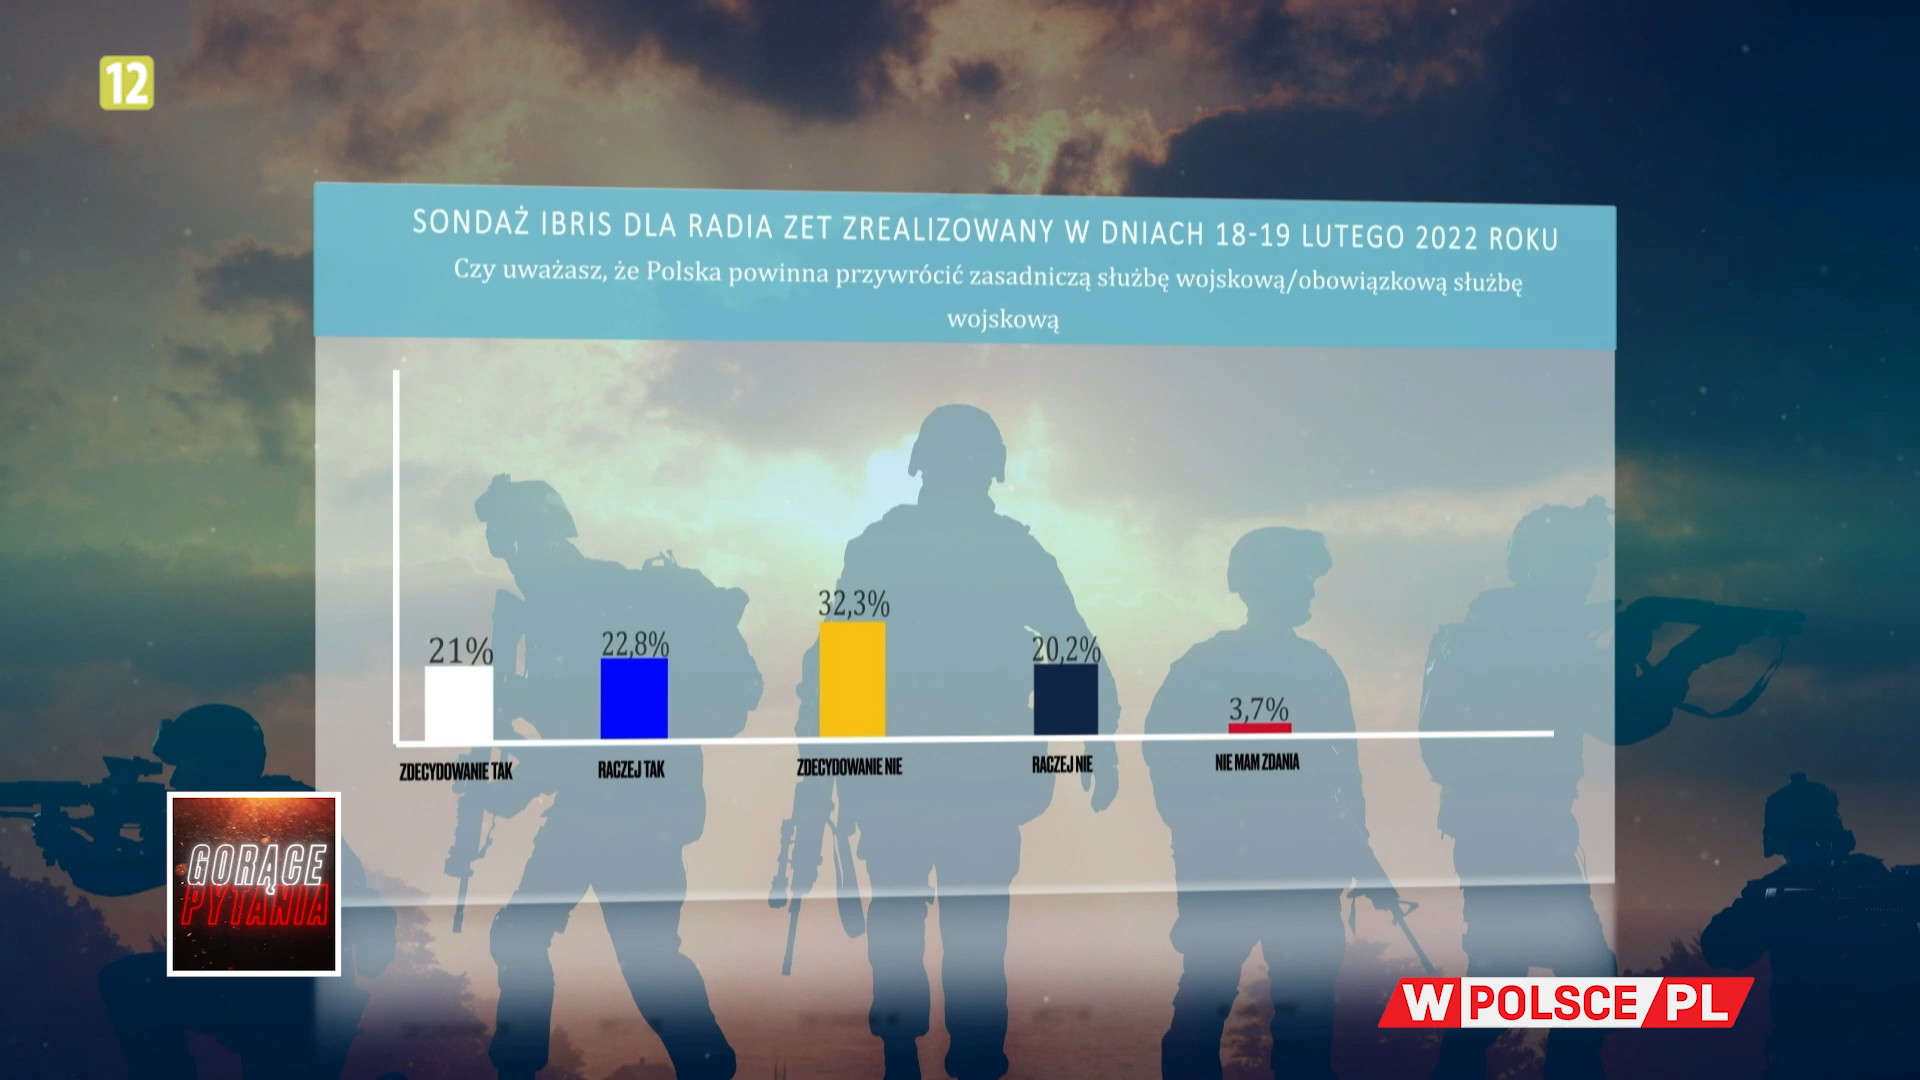 12
SONDAŻ IBRIS DLA RADIA ZET ZREALIZOWANY W DNIACH 18-19 LUTEGO 2022 ROKU
Czy uważasz, że Polska powinna przywrócić zasadniczą służbę wojskową/obowiązkową służbę
wojskową
21%
22,8%
32,3%
20,2%
3,7%
ZDECYDOWANIE TAK
RACZEJ TAK
ZDECYDOWANIE NIE
RACZEJ NIE
NIE MAM ZDANIA
GORĄCE
PYTANIA
W POLSCE/PL